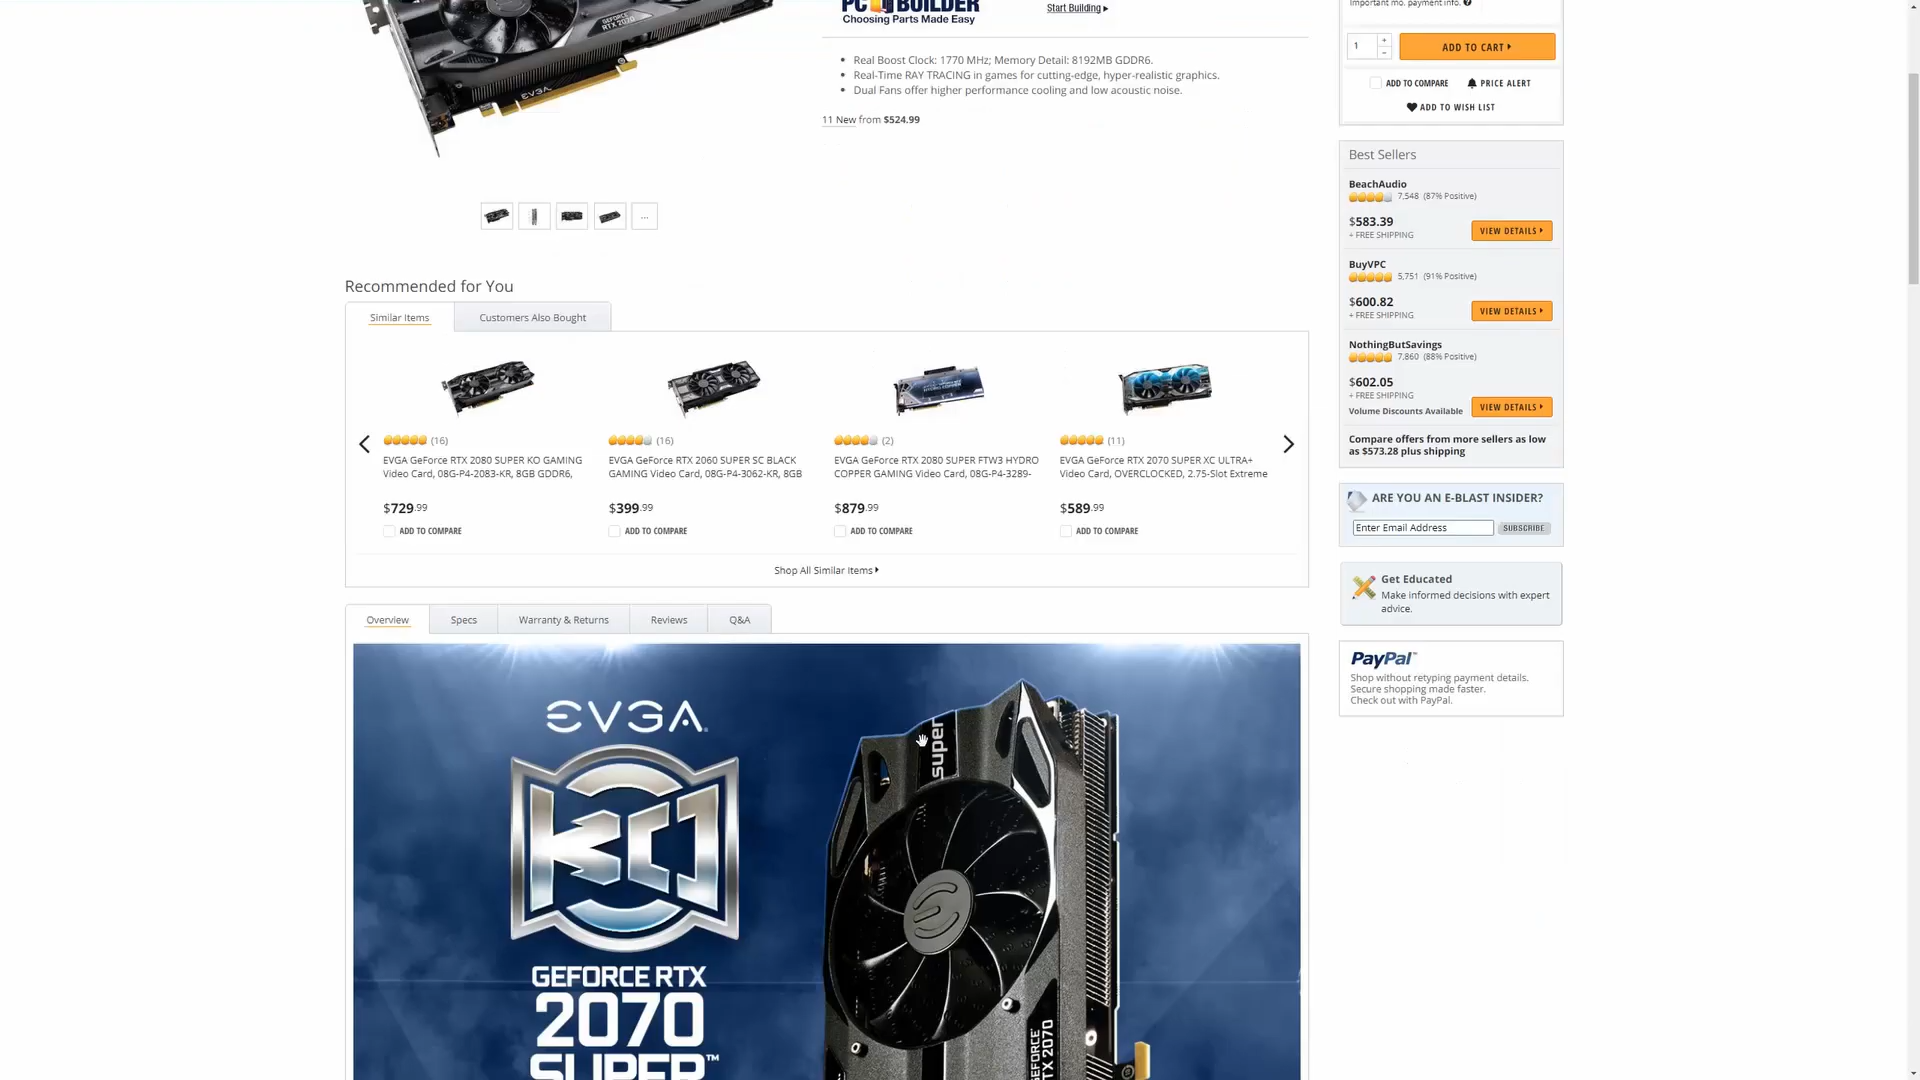 PC BUILDER
Choosing Parts Made Easy
Start Building
Important mo. payment info.
1
+
−
ADD TO CART
ADD TO COMPARE
PRICE ALERT
ADD TO WISH LIST
GEFORCE
RTX 2070
EVGA
Real Boost Clock: 1770 MHz; Memory Detail: 8192MB GDDR6.
Real-Time RAY TRACING in games for cutting-edge, hyper-realistic graphics.
Dual Fans offer higher performance cooling and low acoustic noise.
11 New from $524.99
...
Best Sellers
BeachAudio
7,548 (87% Positive)
$583.39
+ FREE SHIPPING
VIEW DETAILS
BuyVPC
5,751 (91% Positive)
$600.82
+ FREE SHIPPING
VIEW DETAILS
NothingButSavings
7,860 (88% Positive)
$602.05
+ FREE SHIPPING
Volume Discounts Available
VIEW DETAILS
Compare offers from more sellers as low
as $573.28 plus shipping
Recommended for You
Similar Items
Customers Also Bought
(16)
EVGA GeForce RTX 2080 SUPER KO GAMING
Video Card, 08G-P4-2083-KR, 8GB GDDR6,
$729.99
ADD TO COMPARE
(16)
EVGA GeForce RTX 2060 SUPER SC BLACK
GAMING Video Card, 08G-P4-3062-KR, 8GB
$399.99
ADD TO COMPARE
(2)
EVGA GeForce RTX 2080 SUPER FTW3 HYDRO
COPPER GAMING Video Card, 08G-P4-3289-
$879.99
ADD TO COMPARE
(11)
EVGA GeForce RTX 2070 SUPER XC ULTRA+
Video Card, OVERCLOCKED, 2.75-Slot Extreme
$589.99
ADD TO COMPARE
Shop All Similar Items
ARE YOU AN E-BLAST INSIDER?
Enter Email Address
SUBSCRIBE
Get Educated
Make informed decisions with expert
advice.
PayPal™
Shop without retyping payment details.
Secure shopping made faster.
Check out with PayPal.
Overview
Specs
Warranty & Returns
Reviews
Q&A
EVGA
KO
GEFORCE RTX
2070
SUPER™
super
GEFORCE
RTX 2070